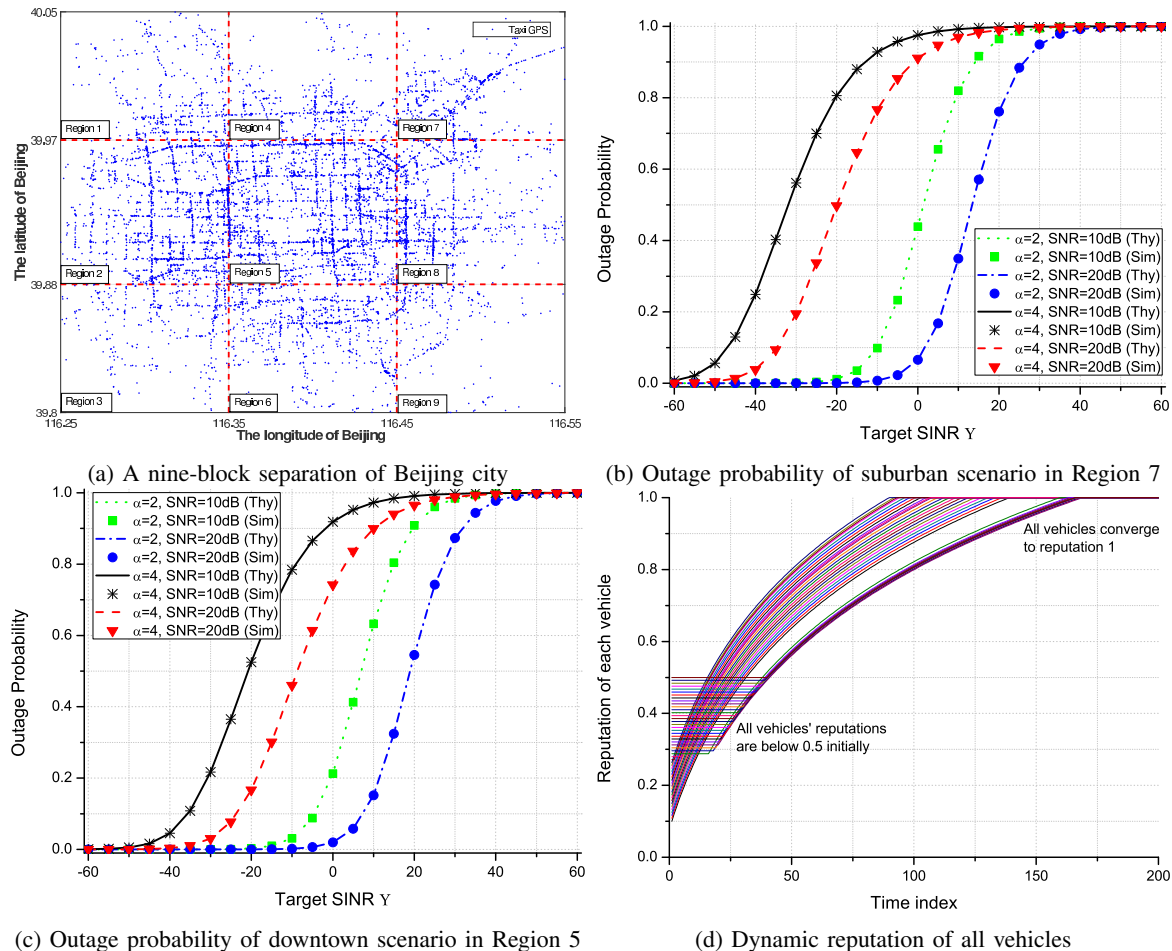 40.05
39.97
39.88
39.8
The latitude of Beijing
Taxi GPS
Region 1
Region 4
Region 7
Region 2
Region 5
Region 8
Region 3
Region 6
Region 9
116.25
116.35
116.45
116.55
The longitude of Beijing
(a) A nine-block separation of Beijing city
1.0
0.8
0.6
0.4
0.2
0.0
Outage Probability
α=2, SNR=10dB (Thy)
α=2, SNR=10dB (Sim)
α=2, SNR=20dB (Thy)
α=2, SNR=20dB (Sim)
α=4, SNR=10dB (Thy)
α=4, SNR=10dB (Sim)
α=4, SNR=20dB (Thy)
α=4, SNR=20dB (Sim)
-60 -40 -20 0 20 40 60
Target SINR Υ
(b) Outage probability of suburban scenario in Region 7
1.0
0.8
0.6
0.4
0.2
0.0
Outage Probability
α=2, SNR=10dB (Thy)
α=2, SNR=10dB (Sim)
α=2, SNR=20dB (Thy)
α=2, SNR=20dB (Sim)
α=4, SNR=10dB (Thy)
α=4, SNR=10dB (Sim)
α=4, SNR=20dB (Thy)
α=4, SNR=20dB (Sim)
-60 -40 -20 0 20 40 60
Target SINR Υ
(c) Outage probability of downtown scenario in Region 5
1.0
0.8
0.6
0.4
0.2
0.0
Reputation of each vehicle
All vehicles converge
to reputation 1
All vehicles' reputations
are below 0.5 initially
0 50 100 150 200
Time index
(d) Dynamic reputation of all vehicles